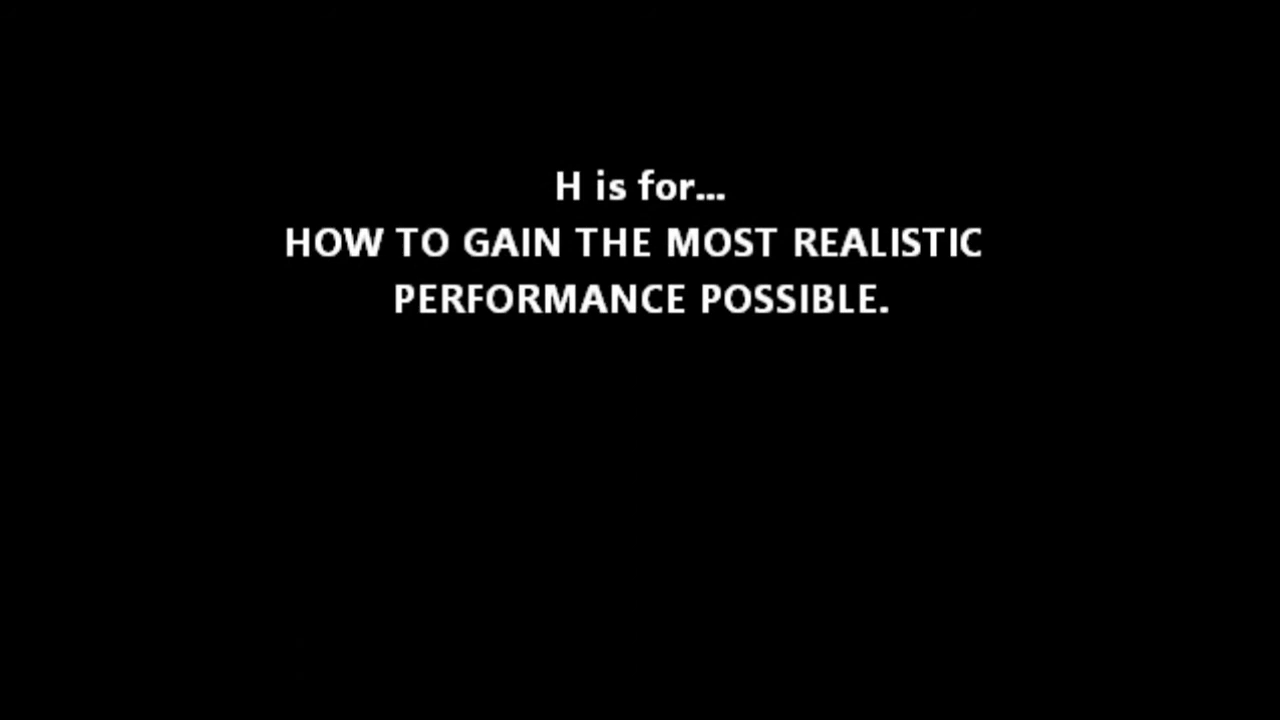 H is for...
HOW TO GAIN THE MOST REALISTIC
PERFORMANCE POSSIBLE.